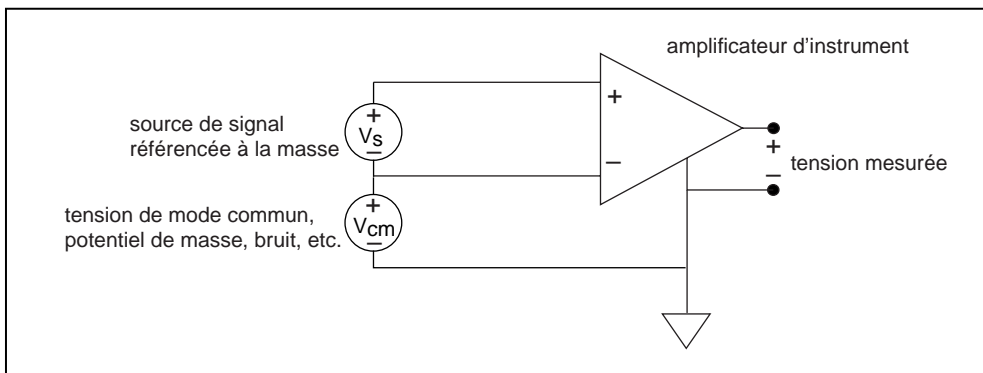 amplificateur d'instrument
+
source de signal
référencée à la masse
+
Vs
–
+
–
+
–
tension mesurée
tension de mode commun,
potentiel de masse, bruit, etc.
+
Vcm
–